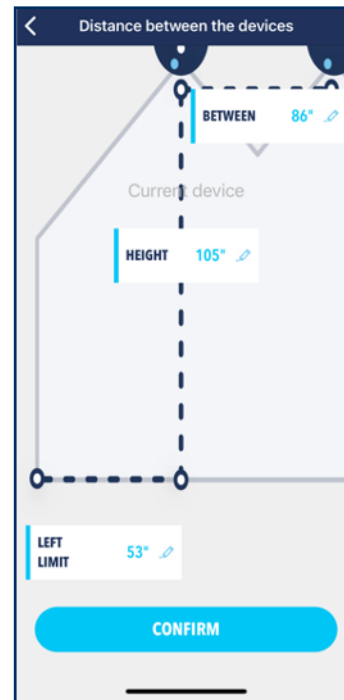 Distance between the devices
BETWEEN 86"
Current device
HEIGHT 105"
LEFT
LIMIT 53"
CONFIRM